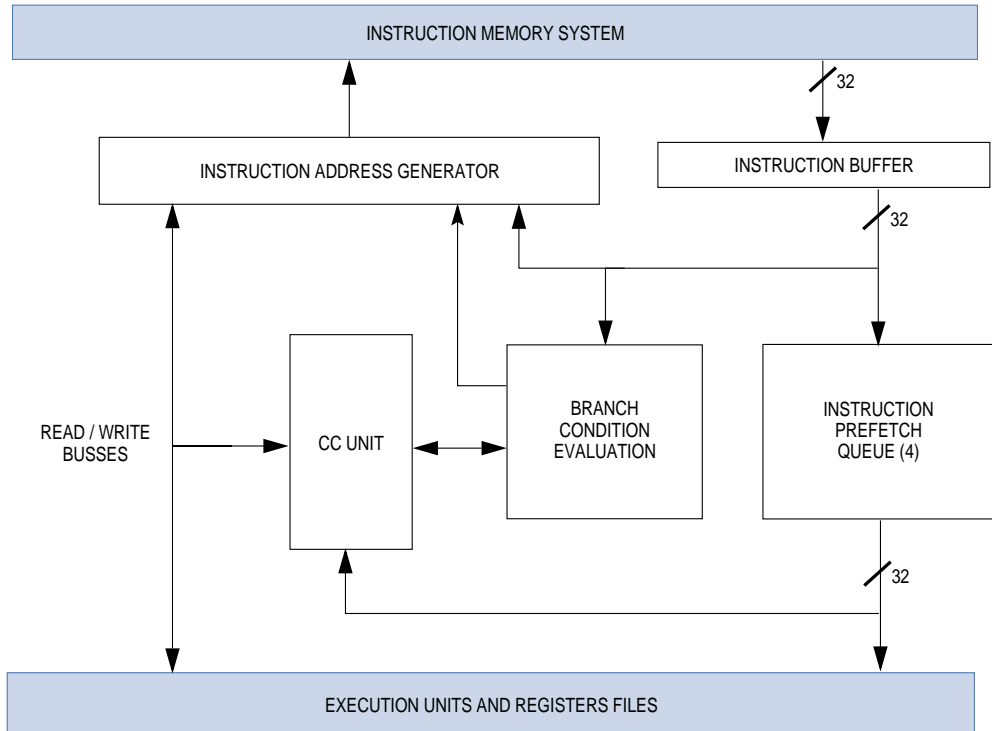 INSTRUCTION MEMORY SYSTEM
32
INSTRUCTION ADDRESS GENERATOR
INSTRUCTION BUFFER
32
READ / WRITE
BUSSES
CC UNIT
BRANCH
CONDITION
EVALUATION
INSTRUCTION
PREFETCH
QUEUE (4)
32
EXECUTION UNITS AND REGISTERS FILES